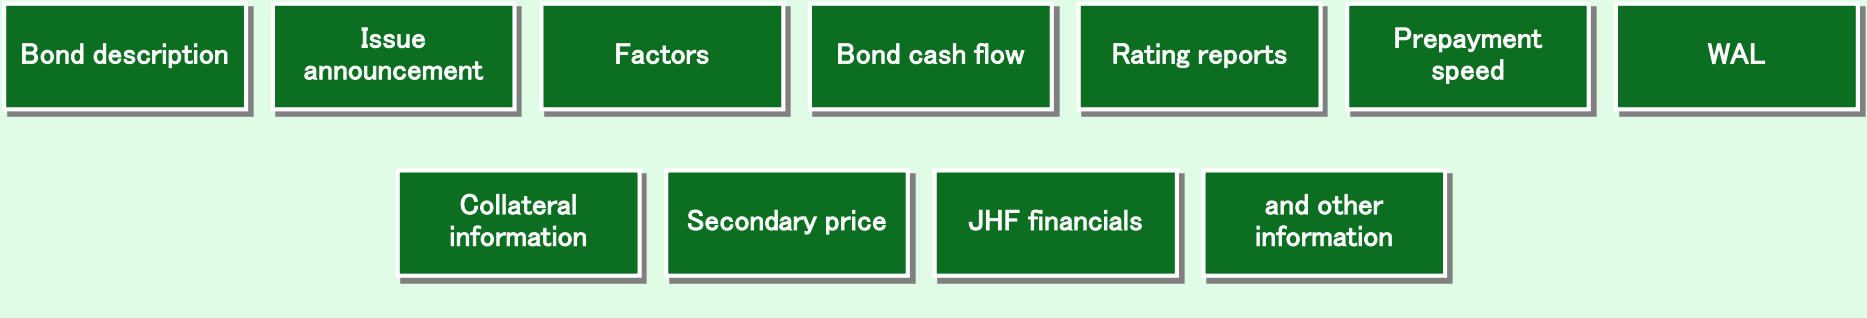 Bond description
Issue
announcement
Factors
Bond cash flow
Rating reports
Prepayment
speed
WAL
Collateral
information
Secondary price
JHF financials
and other
information